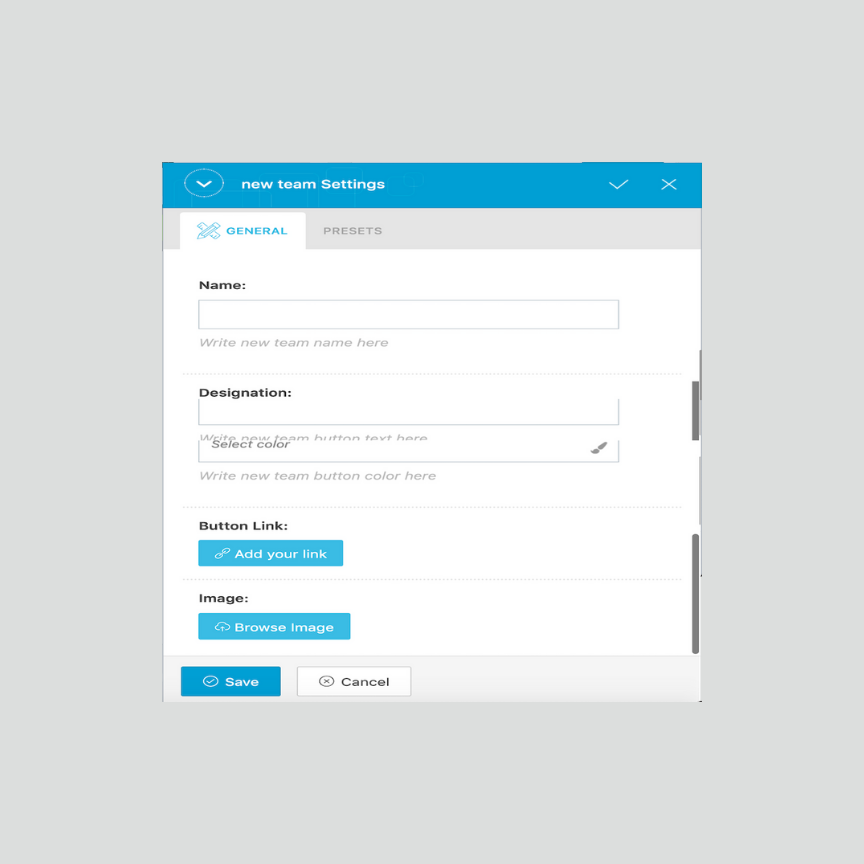 new team Settings
GENERAL PRESETS
Name:
Write new team name here
Designation:
Write new team button text here
Select color
Write new team button color here
Button Link:
Add your link
Image:
Browse Image
Save Cancel